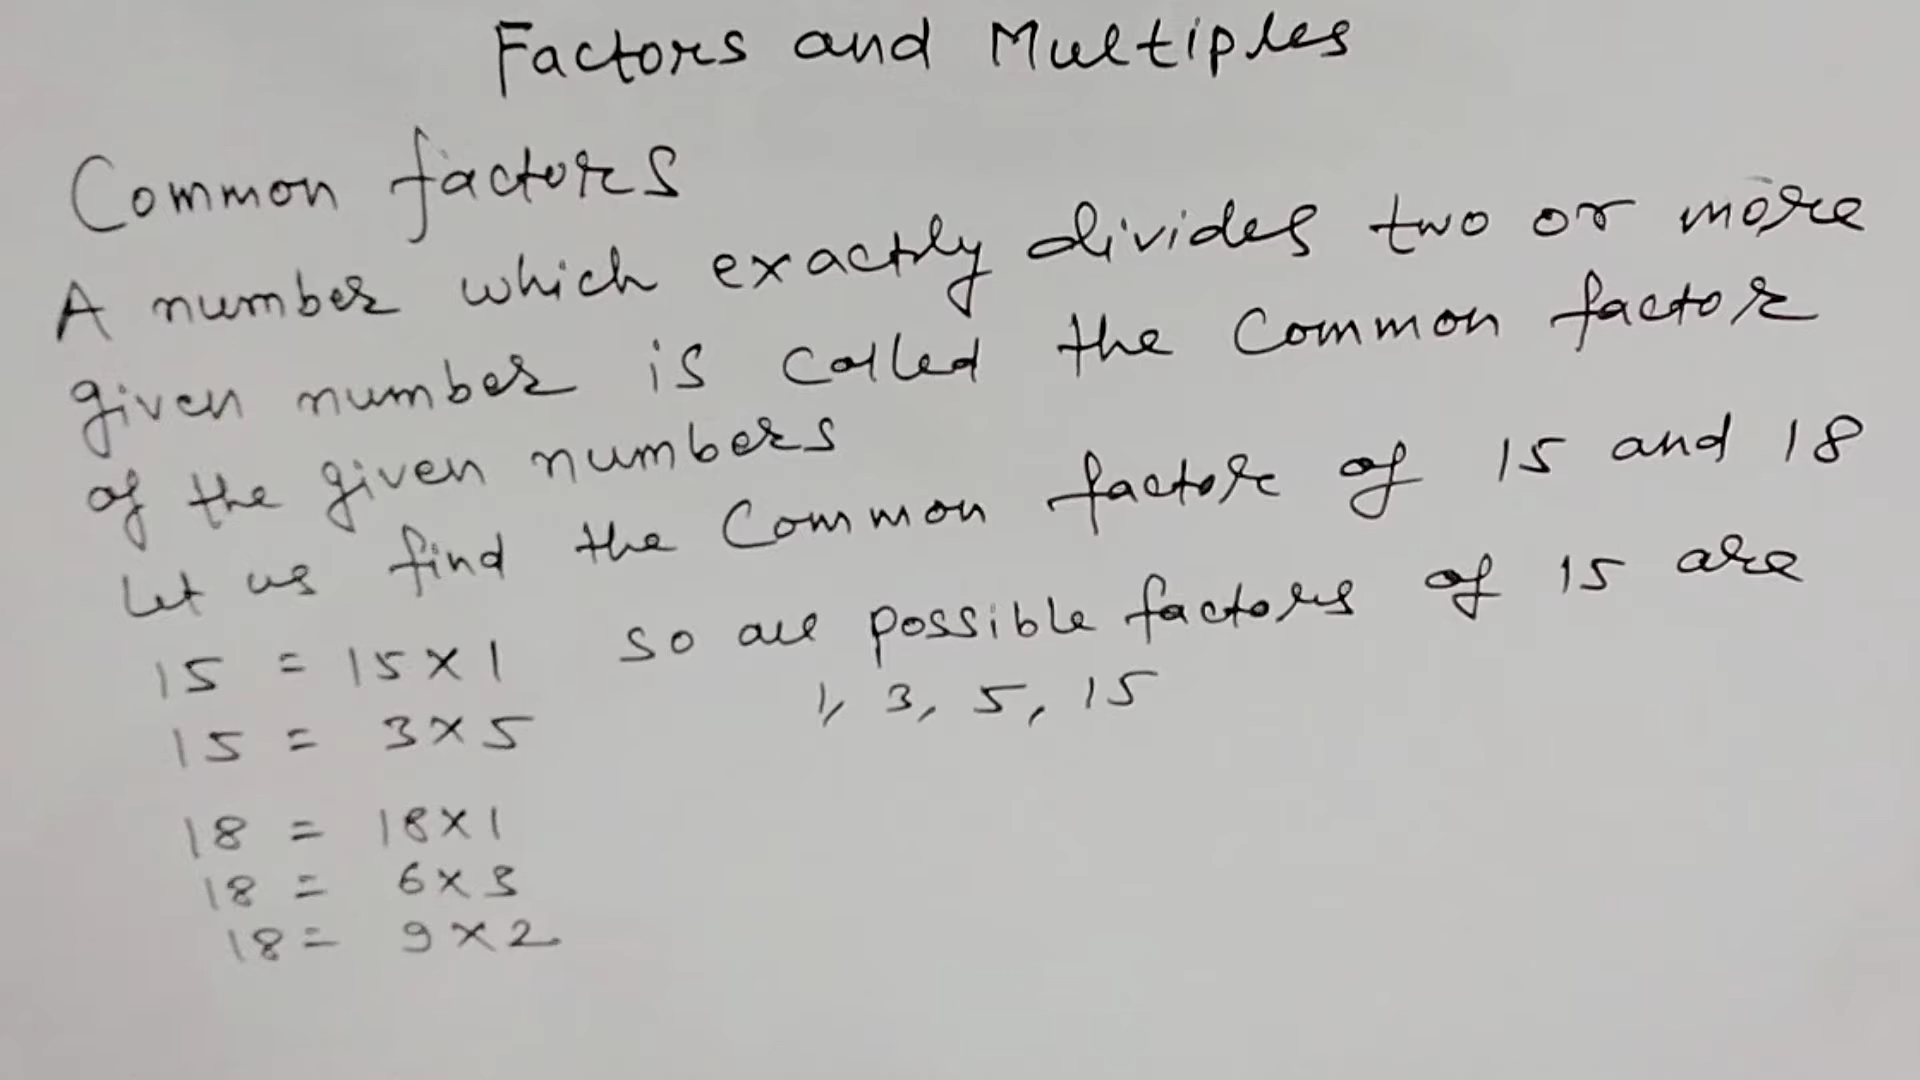 Factors and Multiples
Common factors
A number which exactly divides two or more
given number is called the Common factor
of the given numbers
Let us find the Common factor of 15 and 18
15 = 15 × 1 so all possible factors of 15 are
15 = 3 × 5 1, 3, 5, 15
18 = 18 × 1
18 = 6 × 3
18 = 9 × 2